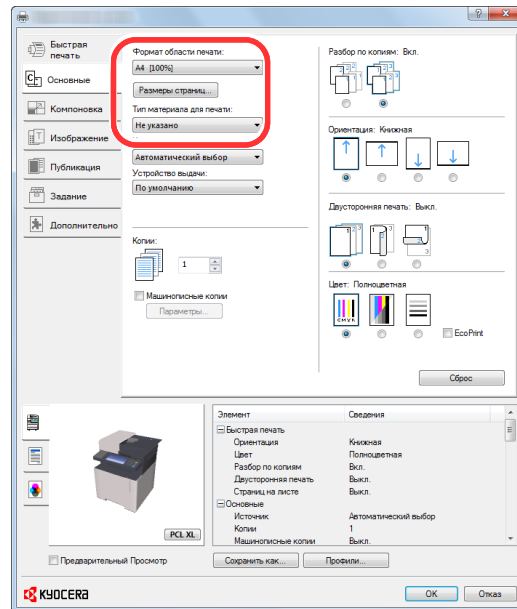 Быстрая
печать
Основные
Компоновка
Изображение
Публикация
Задание
Дополнительно
Формат области печати:
A4 [100%]
Размеры страниц...
Тип материала для печати:
Не указано
Автоматический выбор
Устройство выдачи:
По умолчанию
Копии:
1
Машинописные копии
Параметры...
Разбор по копиям: Вкл.
Ориентация: Книжная
Двусторонняя печать: Выкл.
Цвет: Полноцветная
CMYK
EcoPrint
Сброс
PCL XL
Элемент Сведения
Быстрая печать
Ориентация Книжная
Цвет Полноцветная
Разбор по копиям Вкл.
Двусторонняя печать Выкл.
Страниц на листе Выкл.
Основные
Источник Автоматический выбор
Копии 1
Машинописные копии Выкл.
Предварительный Просмотр
Сохранить как...
Профили...
KYOCERA
OK
Отказ